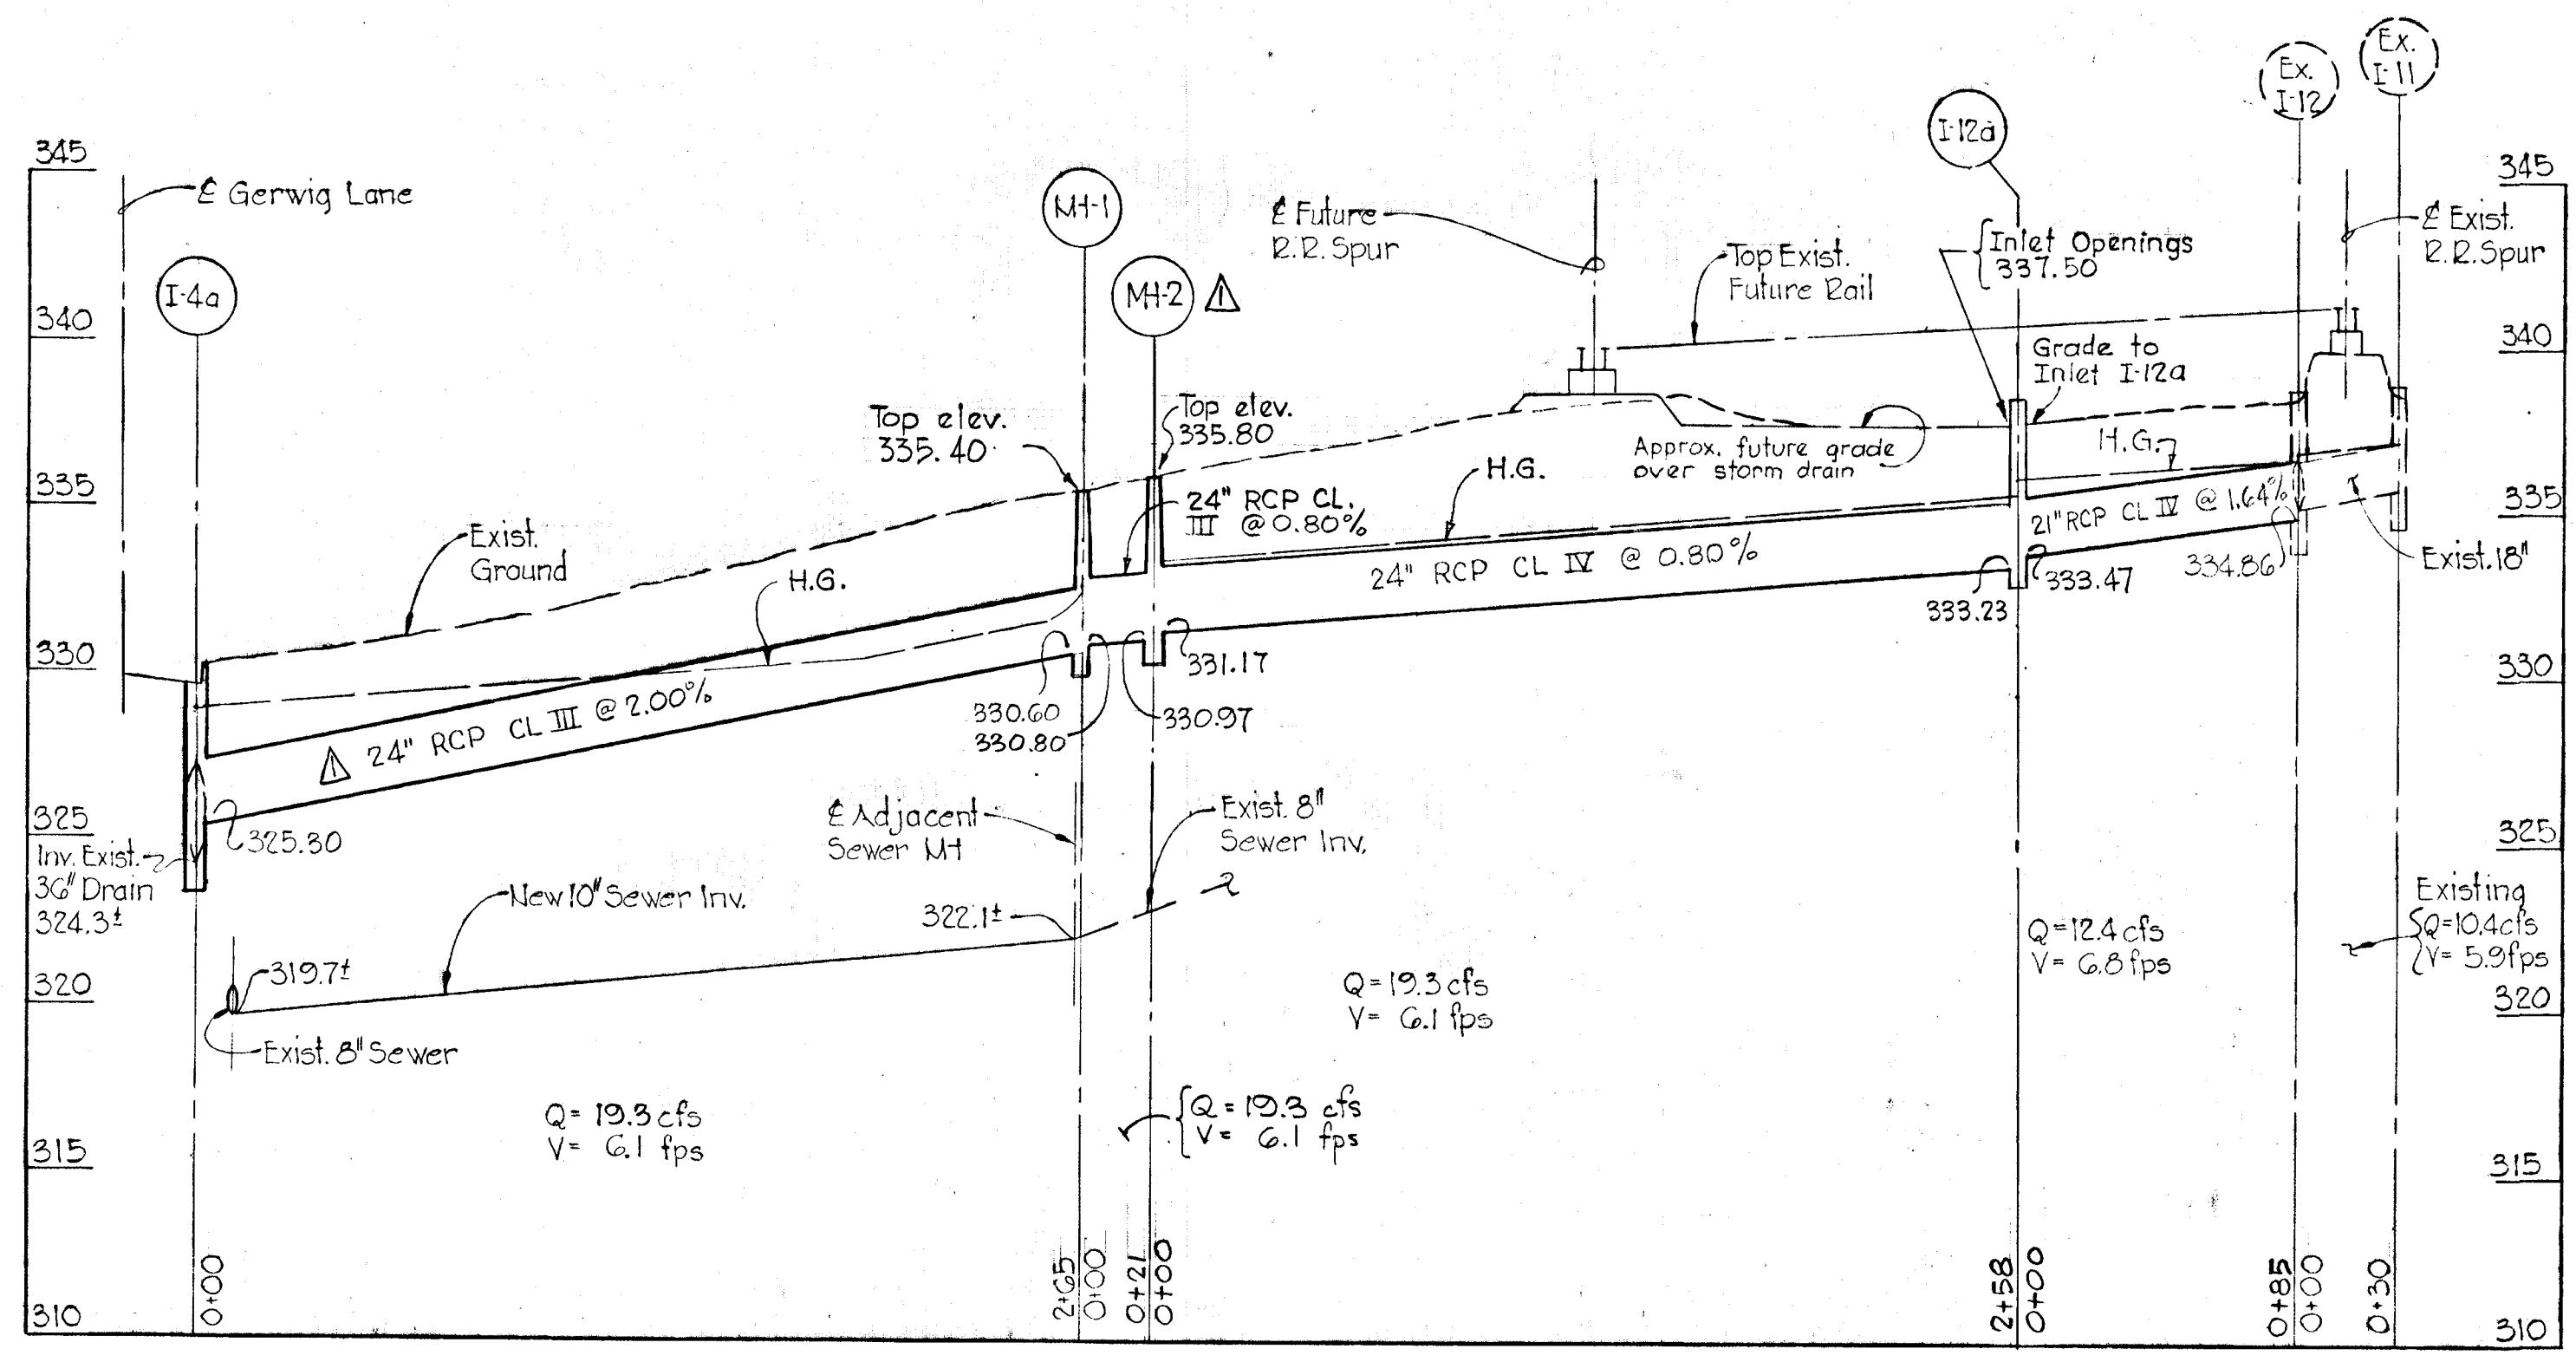 Ex.
I-11
Ex.
I-12
I-12a
345
℄ Gerwig Lane
MH-1
℄ Future
R.R. Spur
345
℄ Exist.
R.R. Spur
Inlet Openings
337.50
Top Exist.
Future Rail
I-4a
MH-2
1
340
340
Grade to
Inlet I-12a
Top elev.
335.40
Top elev.
335.80
Approx. future grade
over storm drain
H.G.
H.G.
335
335
24" RCP CL.
III @ 0.80%
24" RCP CL IV @ 0.80%
21" RCP CL IV @ 1.64%
Exist. 18"
Exist.
Ground
H.G.
333.23
333.47
334.86
330
330
331.17
330.60
330.80
330.97
1
24" RCP CL III @ 2.00%
325
325
325.30
Inv. Exist.
36" Drain
324.3±
℄ Adjacent
Sewer MH
Exist. 8"
Sewer Inv.
New 10" Sewer Inv.
322.1±
319.7±
Exist. 8" Sewer
320
320
Q=12.4 cfs
V= 6.8 fps
Existing
Q=10.4 cfs
V= 5.9 fps
Q=19.3 cfs
V= 6.1 fps
Q= 19.3 cfs
V= 6.1 fps
Q= 19.3 cfs
V= 6.1 fps
315
315
310
310
0+00
2+65
0+00
0+21
0+00
2+58
0+00
0+85
0+00
0+30